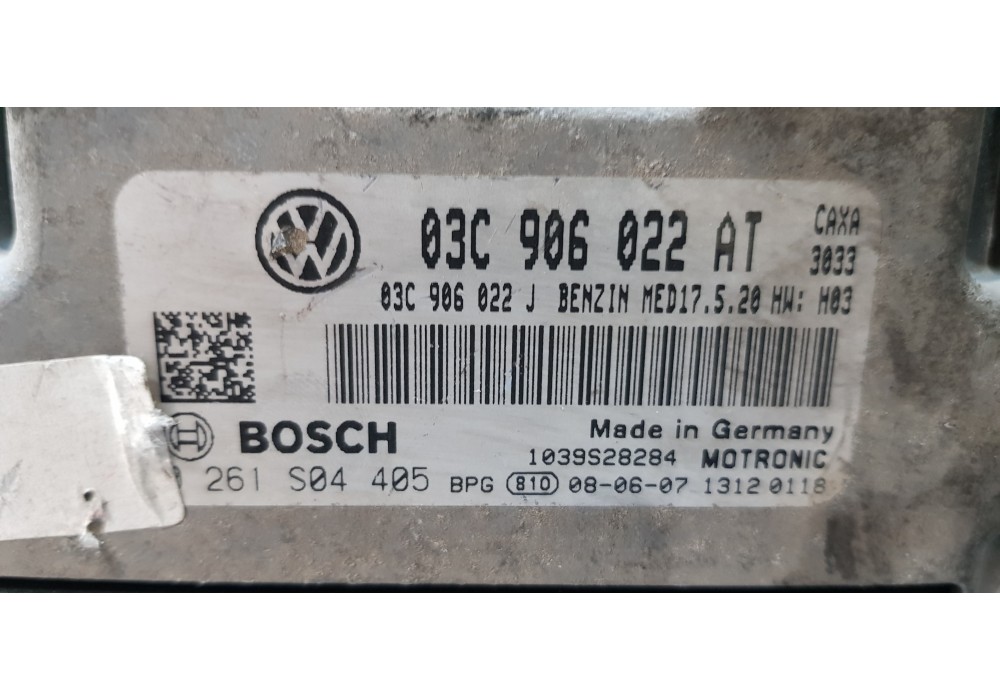 03C 906 022 AT CAXA
3033
03C 906 022 J BENZIN MED17.5.20 HW: H03
BOSCH Made in Germany
1039S28284 MOTRONIC
261 S04 405 BPG 810 08-06-07 1312 0118